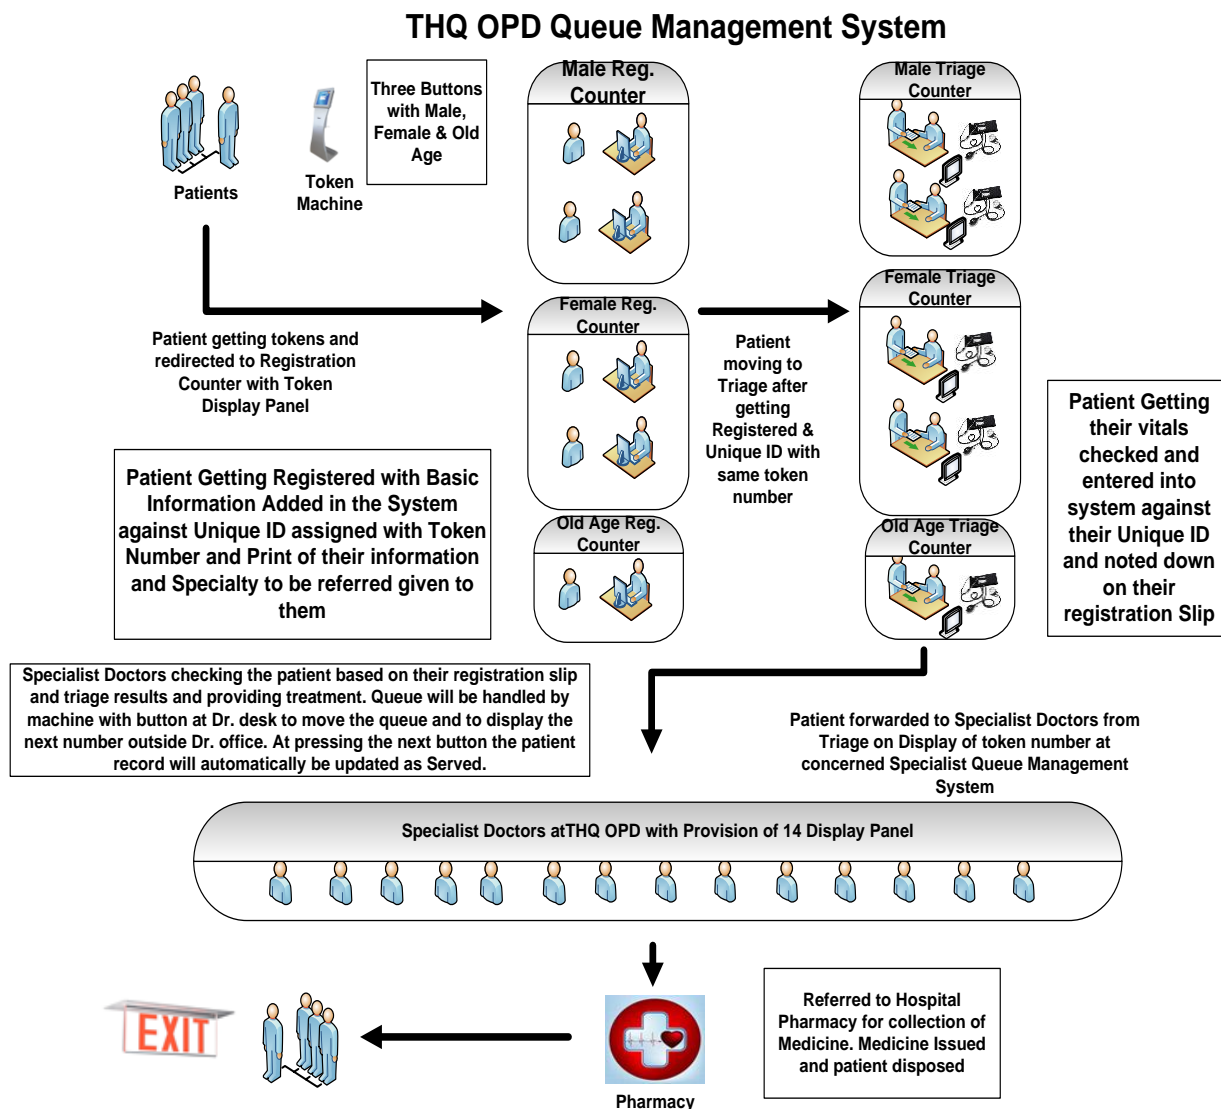 THQ OPD Queue Management System
Three Buttons
with Male,
Female & Old
Age
Patients
Token
Machine
Male Reg.
Counter
Male Triage
Counter
Patient getting tokens and
redirected to Registration
Counter with Token
Display Panel
Female Reg.
Counter
Patient
moving to
Triage after
getting
Registered &
Unique ID with
same token
number
Female Triage
Counter
Patient Getting Registered with Basic
Information Added in the System
against Unique ID assigned with Token
Number and Print of their information
and Specialty to be referred given to
them
Old Age Reg.
Counter
Old Age Triage
Counter
Patient Getting
their vitals
checked and
entered into
system against
their Unique ID
and noted down
on their
registration Slip
Specialist Doctors checking the patient based on their registration slip
and triage results and providing treatment. Queue will be handled by
machine with button at Dr. desk to move the queue and to display the
next number outside Dr. office. At pressing the next button the patient
record will automatically be updated as Served.
Patient forwarded to Specialist Doctors from
Triage on Display of token number at
concerned Specialist Queue Management
System
Specialist Doctors atTHQ OPD with Provision of 14 Display Panel
EXIT
Pharmacy
Referred to Hospital
Pharmacy for collection of
Medicine. Medicine Issued
and patient disposed